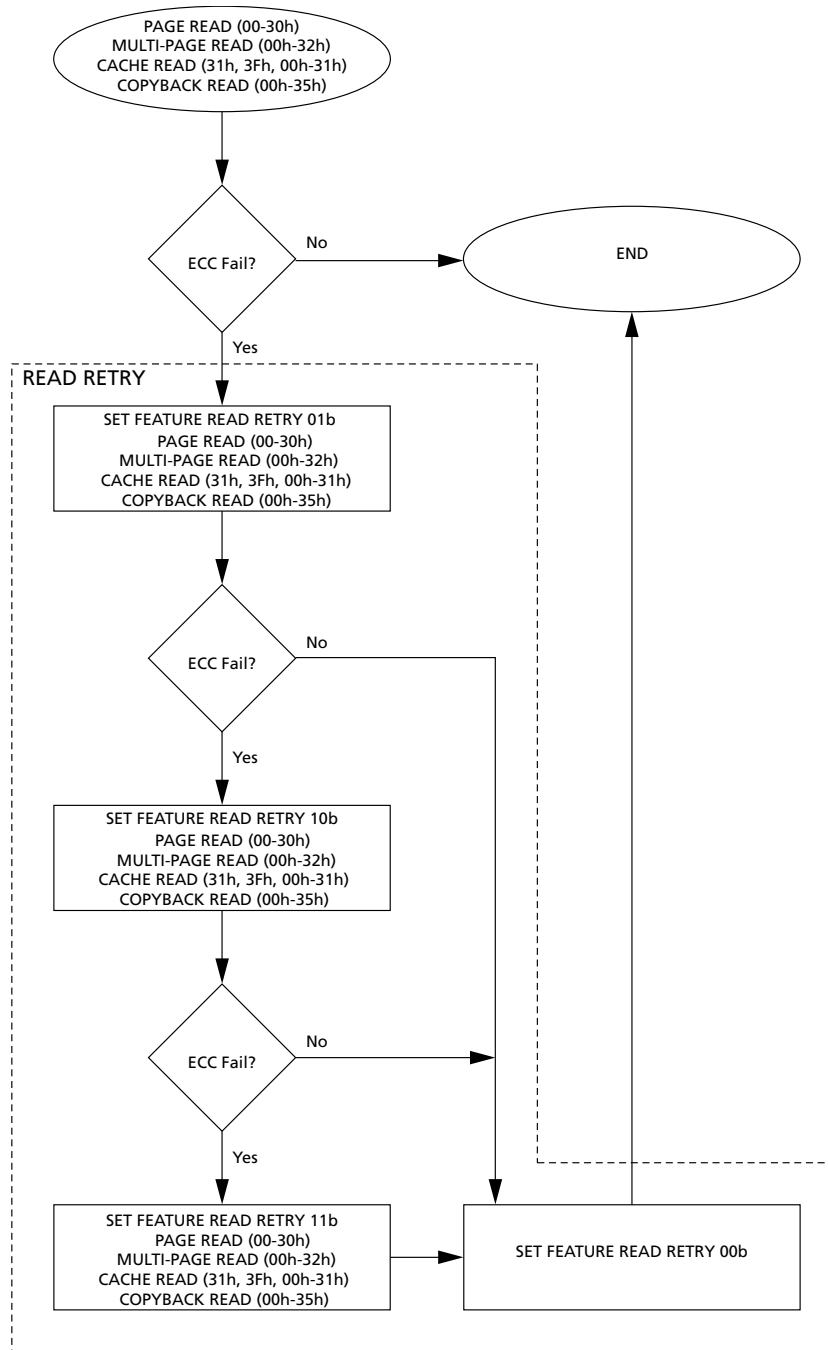 PAGE READ (00-30h)
MULTI-PAGE READ (00h-32h)
CACHE READ (31h, 3Fh, 00h-31h)
COPYBACK READ (00h-35h)
ECC Fail?
No
END
Yes
READ RETRY
SET FEATURE READ RETRY 01b
PAGE READ (00-30h)
MULTI-PAGE READ (00h-32h)
CACHE READ (31h, 3Fh, 00h-31h)
COPYBACK READ (00h-35h)
ECC Fail?
No
Yes
SET FEATURE READ RETRY 10b
PAGE READ (00-30h)
MULTI-PAGE READ (00h-32h)
CACHE READ (31h, 3Fh, 00h-31h)
COPYBACK READ (00h-35h)
ECC Fail?
No
Yes
SET FEATURE READ RETRY 11b
PAGE READ (00-30h)
MULTI-PAGE READ (00h-32h)
CACHE READ (31h, 3Fh, 00h-31h)
COPYBACK READ (00h-35h)
SET FEATURE READ RETRY 00b